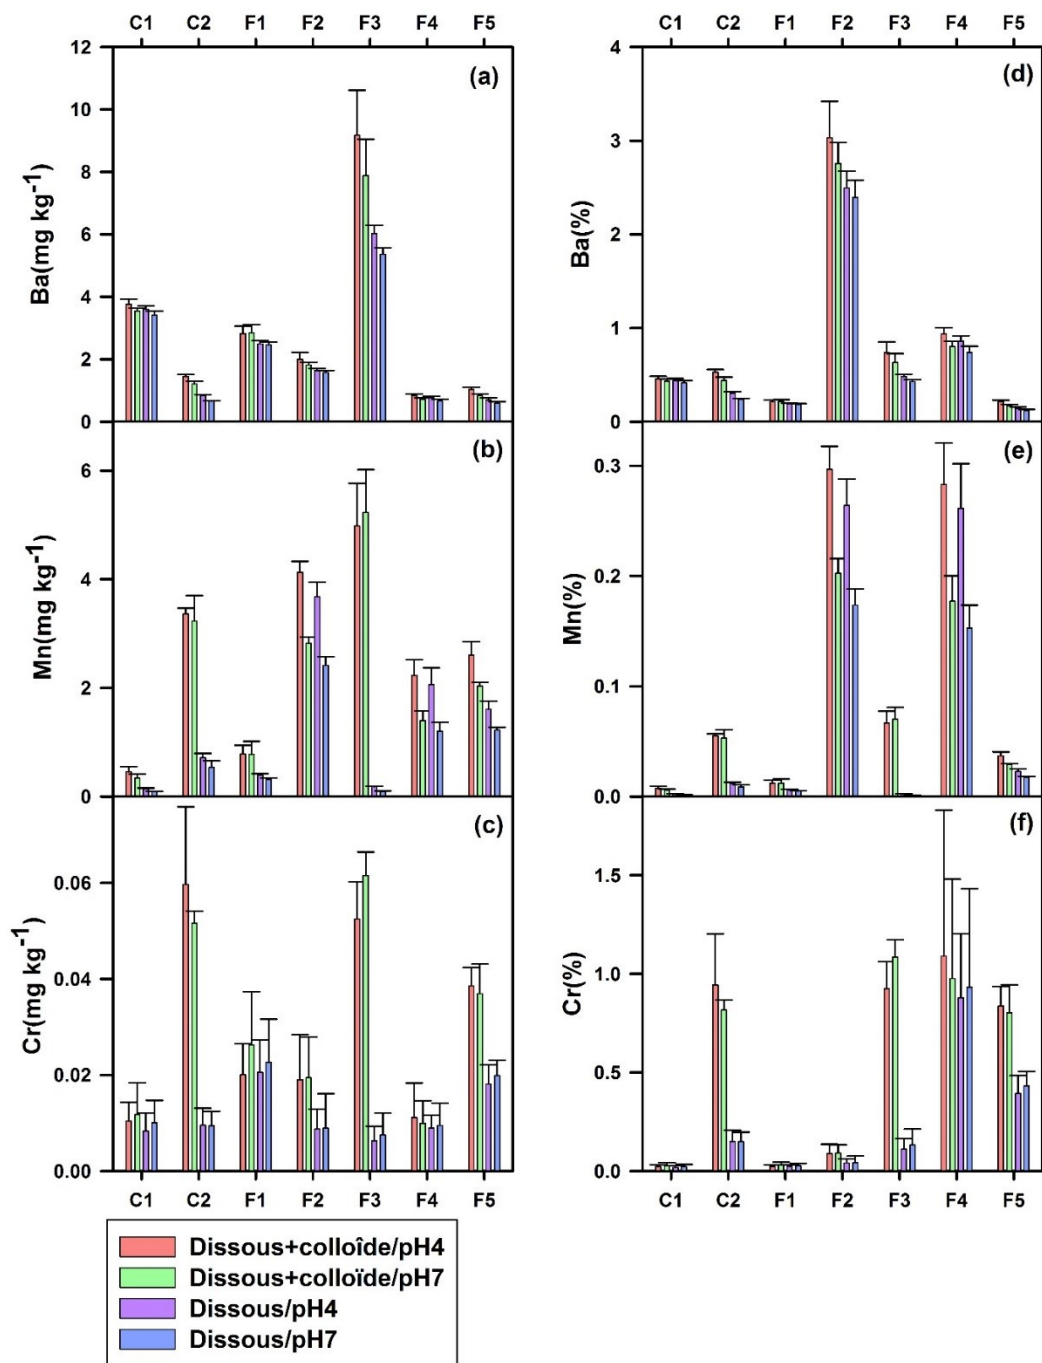 C1 C2 F1 F2 F3 F4 F5
C1 C2 F1 F2 F3 F4 F5
(a)
Ba(mg kg⁻¹)
12
10
8
6
4
2
0
(d)
Ba(%)
4
3
2
1
0
(b)
Mn(mg kg⁻¹)
6
4
2
0
(e)
Mn(%)
0.3
0.2
0.1
0.0
(c)
Cr(mg kg⁻¹)
0.06
0.04
0.02
0.00
(f)
Cr(%)
1.5
1.0
0.5
0.0
C1 C2 F1 F2 F3 F4 F5
C1 C2 F1 F2 F3 F4 F5
Dissous+colloîde/pH4
Dissous+colloïde/pH7
Dissous/pH4
Dissous/pH7